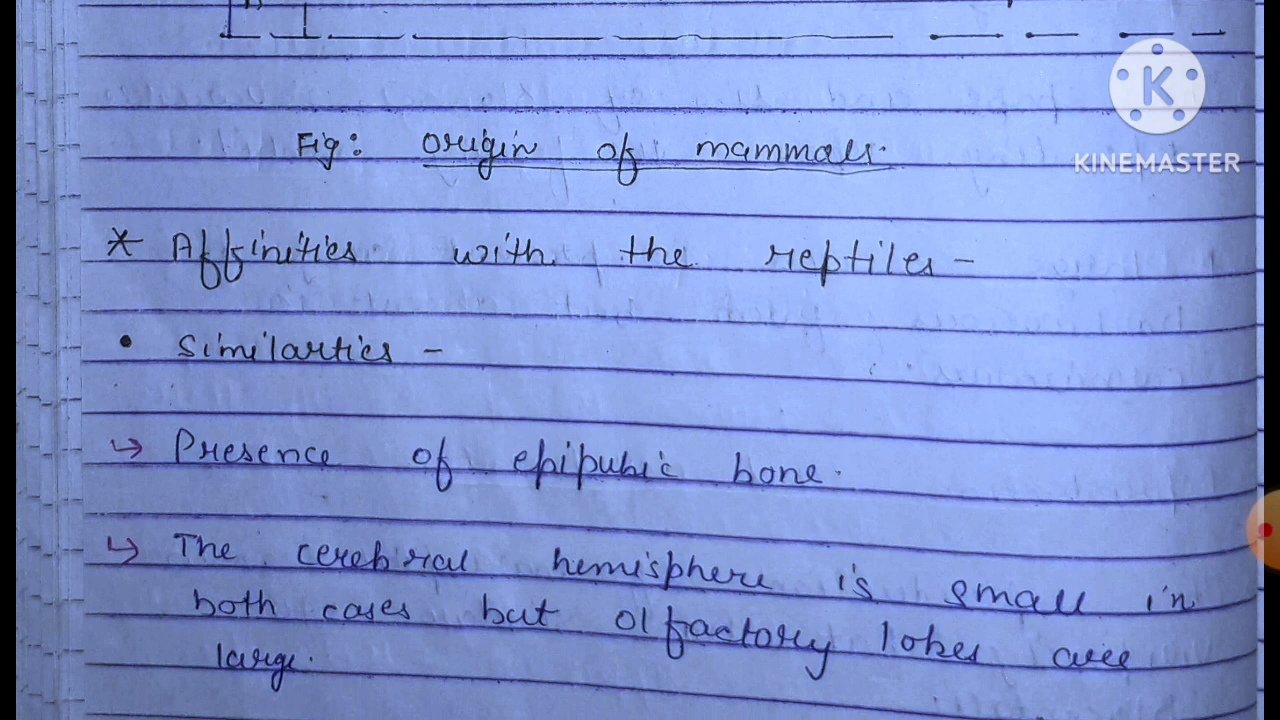 Fig: origin of mammals.
KINEMASTER
* Affinities with the reptiles -
• Similarties -
↳ Presence of epipubic bone.
↳ The cerebral hemisphere is small in
both cases but olfactory lobes are
large.